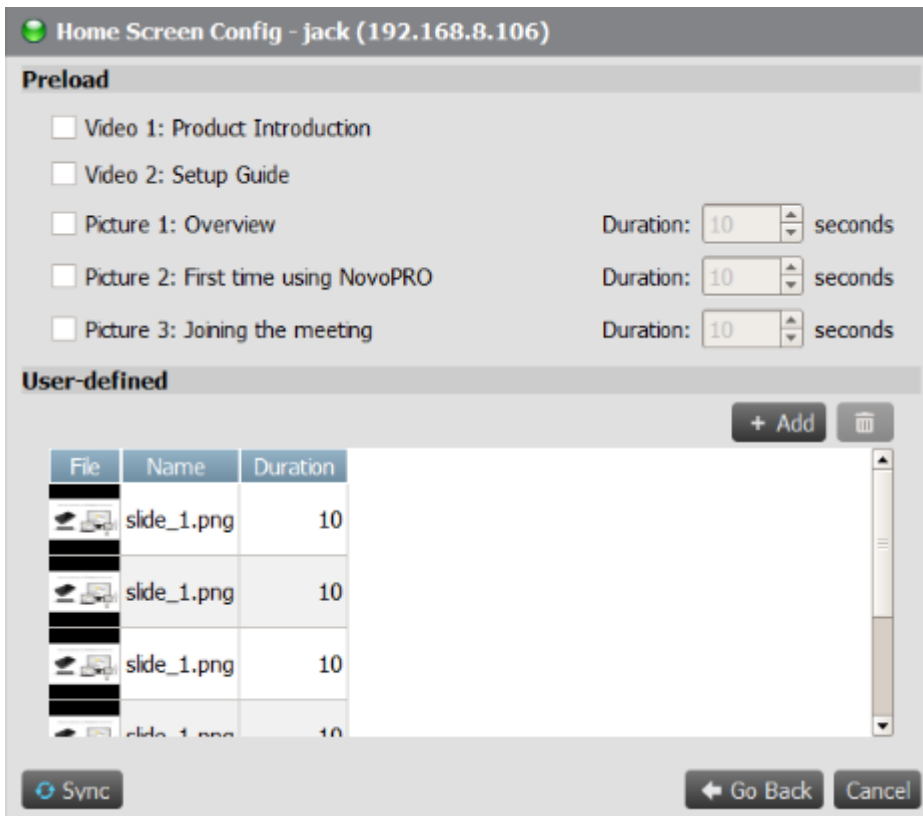 Home Screen Config - jack (192.168.8.106)
Preload
Video 1: Product Introduction
Video 2: Setup Guide
Picture 1: Overview Duration: 10 seconds
Picture 2: First time using NovoPRO Duration: 10 seconds
Picture 3: Joining the meeting Duration: 10 seconds
User-defined
+ Add
File Name Duration
slide_1.png 10
slide_1.png 10
slide_1.png 10
slide_1.png 10
Sync Go Back Cancel